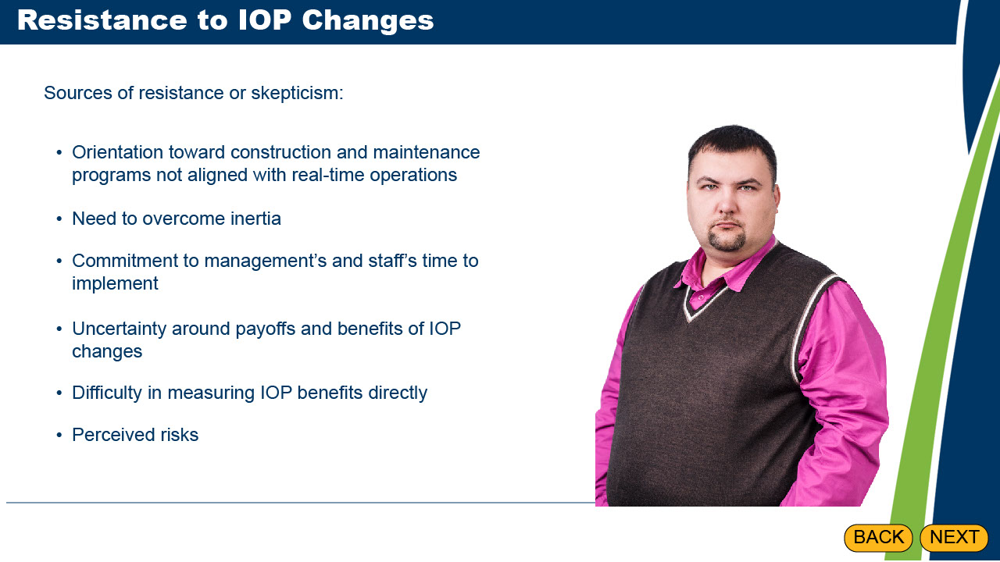 Resistance to IOP Changes
Sources of resistance or skepticism:
• Orientation toward construction and maintenance
programs not aligned with real-time operations
• Need to overcome inertia
• Commitment to management’s and staff’s time to
implement
• Uncertainty around payoffs and benefits of IOP
changes
• Difficulty in measuring IOP benefits directly
• Perceived risks
BACK NEXT